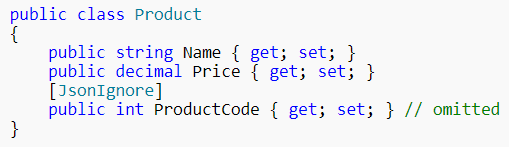 public class Product
{
    public string Name { get; set; }
    public decimal Price { get; set; }
    [JsonIgnore]
    public int ProductCode { get; set; } // omitted
}